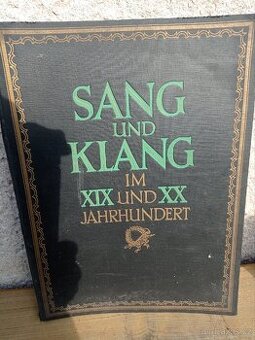 SANG
UND
KLANG
IM
XIX UND XX
JAHRHUNDERT